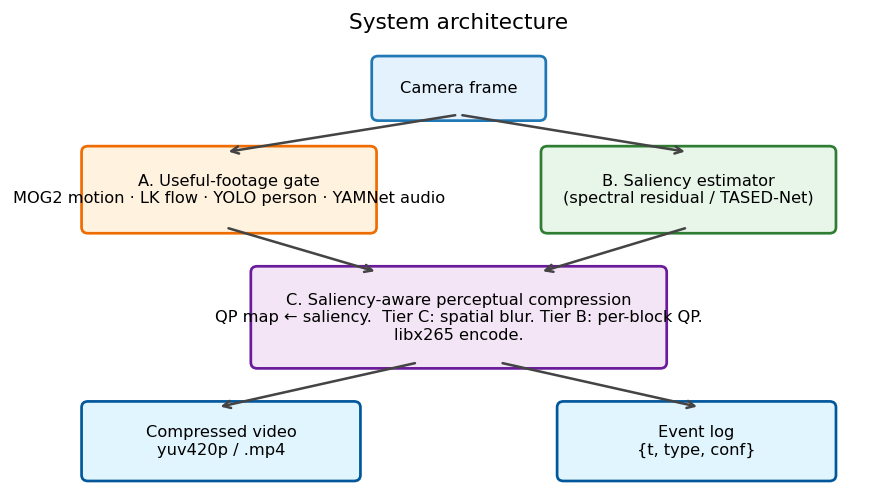 System architecture
Camera frame
A. Useful-footage gate
MOG2 motion · LK flow · YOLO person · YAMNet audio
B. Saliency estimator
(spectral residual / TASED-Net)
C. Saliency-aware perceptual compression
QP map ← saliency.  Tier C: spatial blur. Tier B: per-block QP.
libx265 encode.
Compressed video
yuv420p / .mp4
Event log
{t, type, conf}